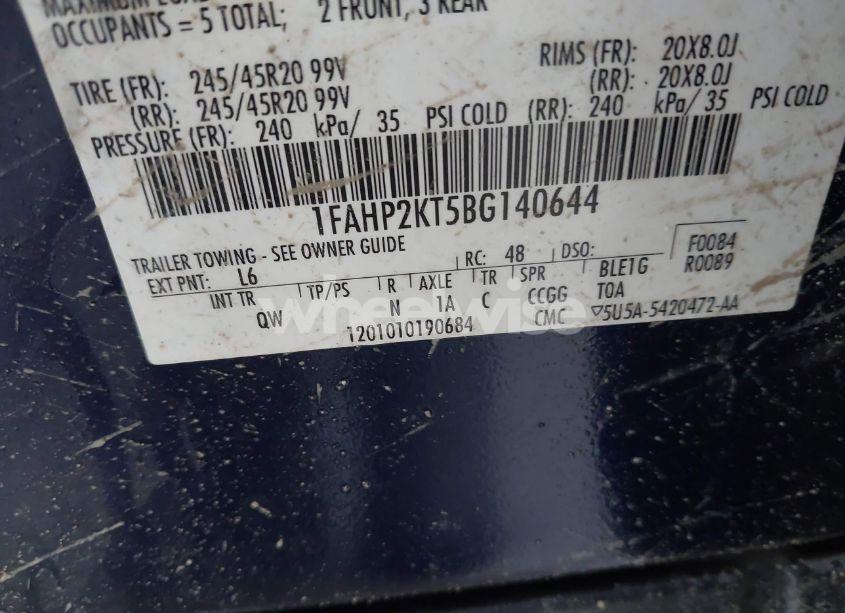 OCCUPANTS = 5 TOTAL; 2 FRONT, 3 REAR
TIRE (FR): 245/45R20 99V RIMS (FR): 20X8.0J
(RR): 245/45R20 99V (RR): 20X8.0J
PRESSURE (FR): 240 kPa/ 35 PSI COLD (RR): 240 kPa/ 35 PSI COLD
1FAHP2KT5BG140644
TRAILER TOWING - SEE OWNER GUIDE
EXT PNT: L6 RC: 48 DSO: F0084
R0089
INT TR TP/PS R AXLE TR SPR BLE1G
QW N 1A C CCGG TOA
1201010190684 CMC ▽5U5A-5420472-AA
wheelwise